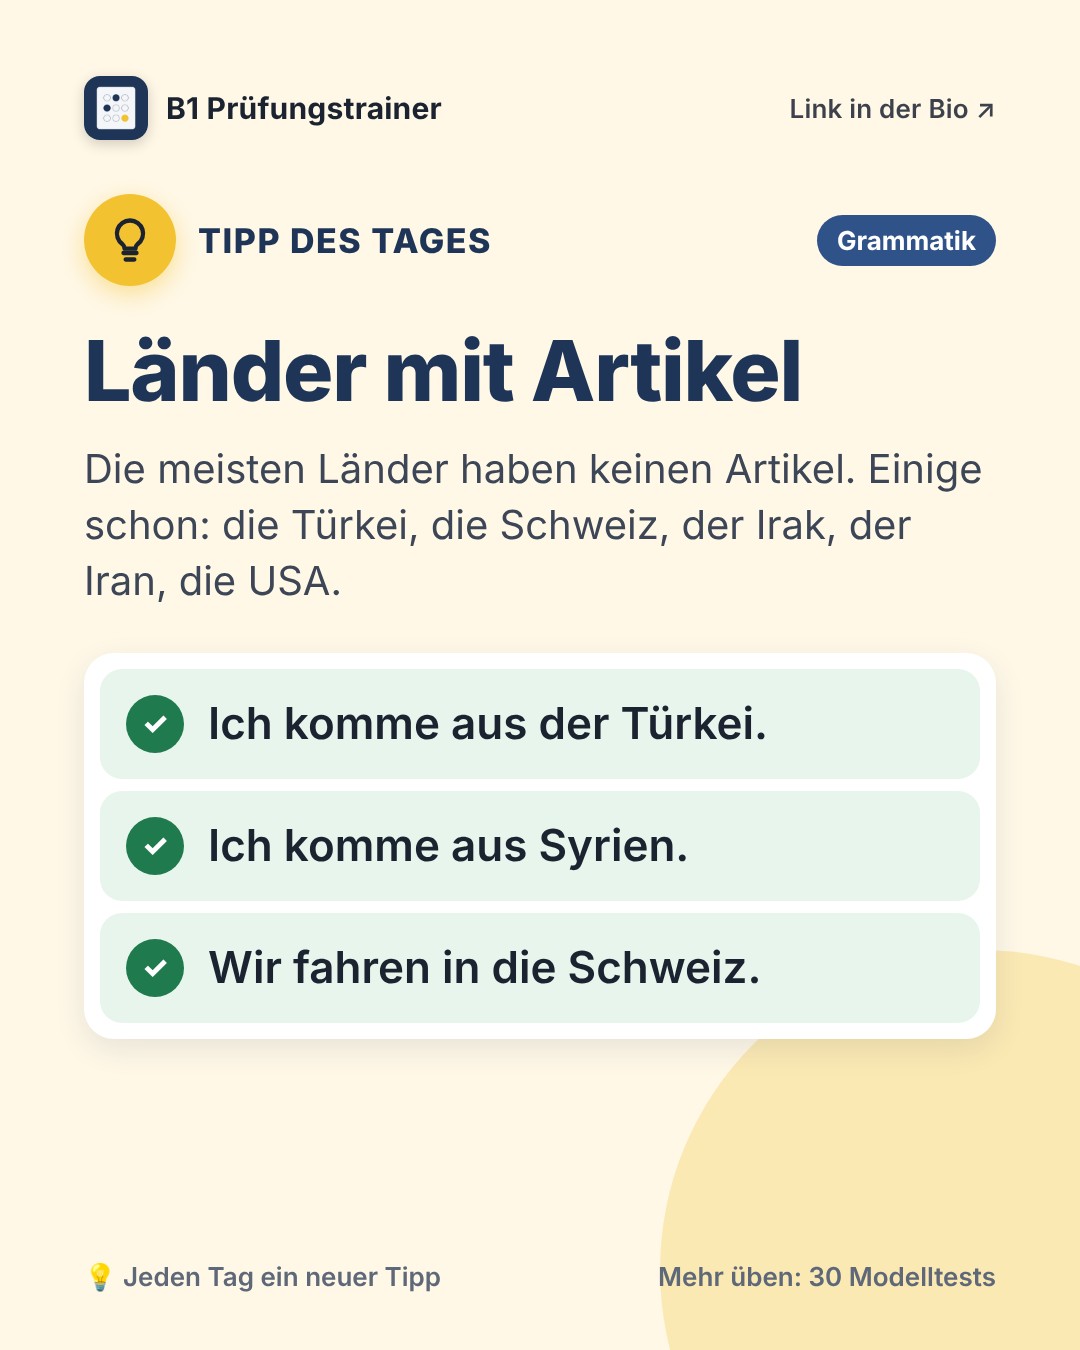 B1 Prüfungstrainer
Link in der Bio ↗
TIPP DES TAGES
Grammatik
Länder mit Artikel
Die meisten Länder haben keinen Artikel. Einige
schon: die Türkei, die Schweiz, der Irak, der
Iran, die USA.
Ich komme aus der Türkei.
Ich komme aus Syrien.
Wir fahren in die Schweiz.
💡 Jeden Tag ein neuer Tipp
Mehr üben: 30 Modelltests